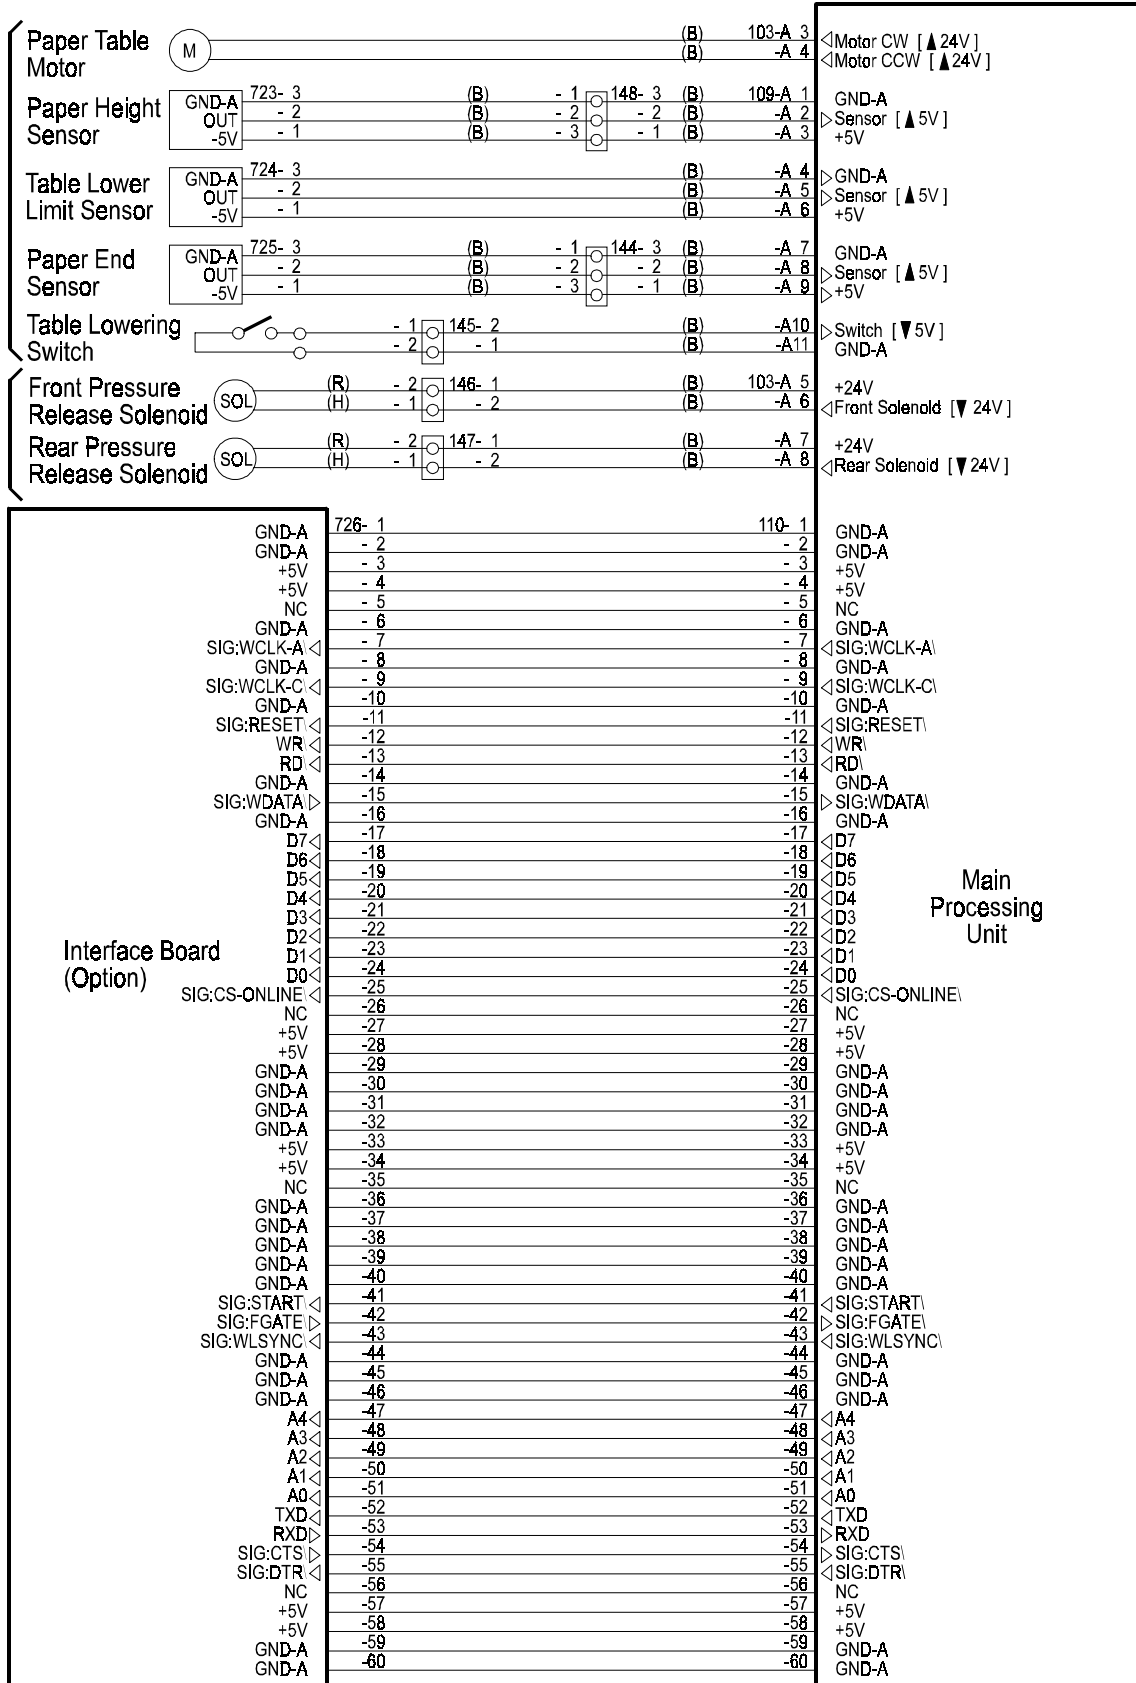 Paper Table
Motor
M
(B) 103-A 3 ◁Motor CW [▲24V]
(B) -A 4 ◁Motor CCW [▲24V]
Paper Height
Sensor
GND-A 723- 3 (B) - 1 148- 3 (B) 109-A 1 GND-A
OUT - 2 (B) - 2 - 2 (B) -A 2 ▷Sensor [▲5V]
-5V - 1 (B) - 3 - 1 (B) -A 3 +5V
Table Lower
Limit Sensor
GND-A 724- 3 (B) -A 4 ▷GND-A
OUT - 2 (B) -A 5 ▷Sensor [▲5V]
-5V - 1 (B) -A 6 +5V
Paper End
Sensor
GND-A 725- 3 (B) - 1 144- 3 (B) -A 7 GND-A
OUT - 2 (B) - 2 - 2 (B) -A 8 ▷Sensor [▲5V]
-5V - 1 (B) - 3 - 1 (B) -A 9 ▷+5V
Table Lowering
Switch
- 1 145- 2 (B) -A10 ▷Switch [▼5V]
- 2 - 1 (B) -A11 GND-A
Front Pressure
Release Solenoid
SOL
(R) - 2 146- 1 (B) 103-A 5 +24V
(H) - 1 - 2 (B) -A 6 ◁Front Solenoid [▼24V]
Rear Pressure
Release Solenoid
SOL
(R) - 2 147- 1 (B) -A 7 +24V
(H) - 1 - 2 (B) -A 8 ◁Rear Solenoid [▼24V]
Interface Board
(Option)
Main
Processing
Unit
GND-A 726- 1 110- 1 GND-A
GND-A - 2 - 2 GND-A
+5V - 3 - 3 +5V
+5V - 4 - 4 +5V
NC - 5 - 5 NC
GND-A - 6 - 6 GND-A
SIG:WCLK-A\◁ - 7 - 7 ◁SIG:WCLK-A\
GND-A - 8 - 8 GND-A
SIG:WCLK-C\◁ - 9 - 9 ◁SIG:WCLK-C\
GND-A -10 -10 GND-A
SIG:RESET\◁ -11 -11 ◁SIG:RESET\
WR\◁ -12 -12 ◁WR\
RD\◁ -13 -13 ◁RD\
GND-A -14 -14 GND-A
SIG:WDATA\▷ -15 -15 ▷SIG:WDATA\
GND-A -16 -16 GND-A
D7◁ -17 -17 ◁D7
D6◁ -18 -18 ◁D6
D5◁ -19 -19 ◁D5
D4◁ -20 -20 ◁D4
D3◁ -21 -21 ◁D3
D2◁ -22 -22 ◁D2
D1◁ -23 -23 ◁D1
D0◁ -24 -24 ◁D0
SIG:CS-ONLINE\◁ -25 -25 ◁SIG:CS-ONLINE\
NC -26 -26 NC
+5V -27 -27 +5V
+5V -28 -28 +5V
GND-A -29 -29 GND-A
GND-A -30 -30 GND-A
GND-A -31 -31 GND-A
GND-A -32 -32 GND-A
+5V -33 -33 +5V
+5V -34 -34 +5V
NC -35 -35 NC
GND-A -36 -36 GND-A
GND-A -37 -37 GND-A
GND-A -38 -38 GND-A
GND-A -39 -39 GND-A
GND-A -40 -40 GND-A
SIG:START\◁ -41 -41 ◁SIG:START\
SIG:FGATE\▷ -42 -42 ▷SIG:FGATE\
SIG:WLSYNC\◁ -43 -43 ◁SIG:WLSYNC\
GND-A -44 -44 GND-A
GND-A -45 -45 GND-A
GND-A -46 -46 GND-A
A4◁ -47 -47 ◁A4
A3◁ -48 -48 ◁A3
A2◁ -49 -49 ◁A2
A1◁ -50 -50 ◁A1
A0◁ -51 -51 ◁A0
TXD◁ -52 -52 ◁TXD
RXD▷ -53 -53 ▷RXD
SIG:CTS\▷ -54 -54 ▷SIG:CTS\
SIG:DTR\◁ -55 -55 ◁SIG:DTR\
NC -56 -56 NC
+5V -57 -57 +5V
+5V -58 -58 +5V
GND-A -59 -59 GND-A
GND-A -60 -60 GND-A